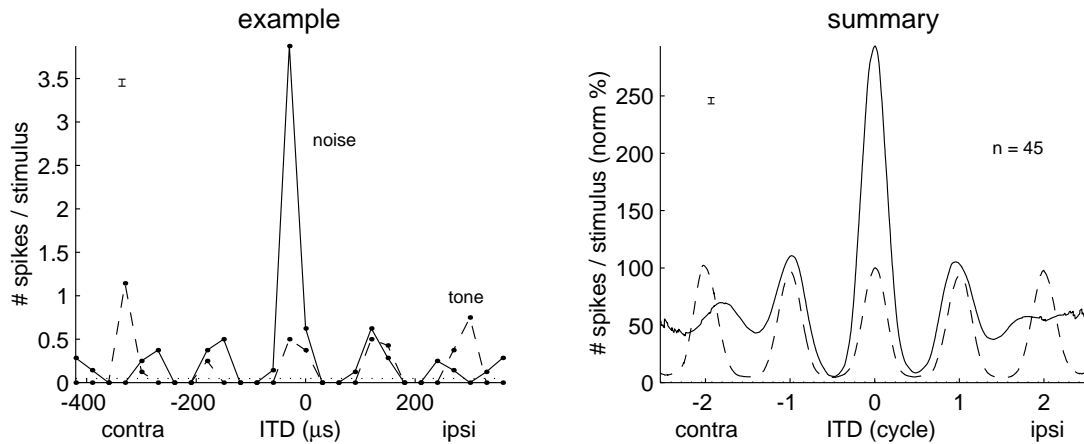 example
# spikes / stimulus
3.5
3
2.5
2
1.5
1
0.5
0
noise
tone
-400 -200 0 200
contra ITD (µs) ipsi
summary
# spikes / stimulus (norm %)
250
200
150
100
50
0
n = 45
-2 -1 0 1 2
contra ITD (cycle) ipsi